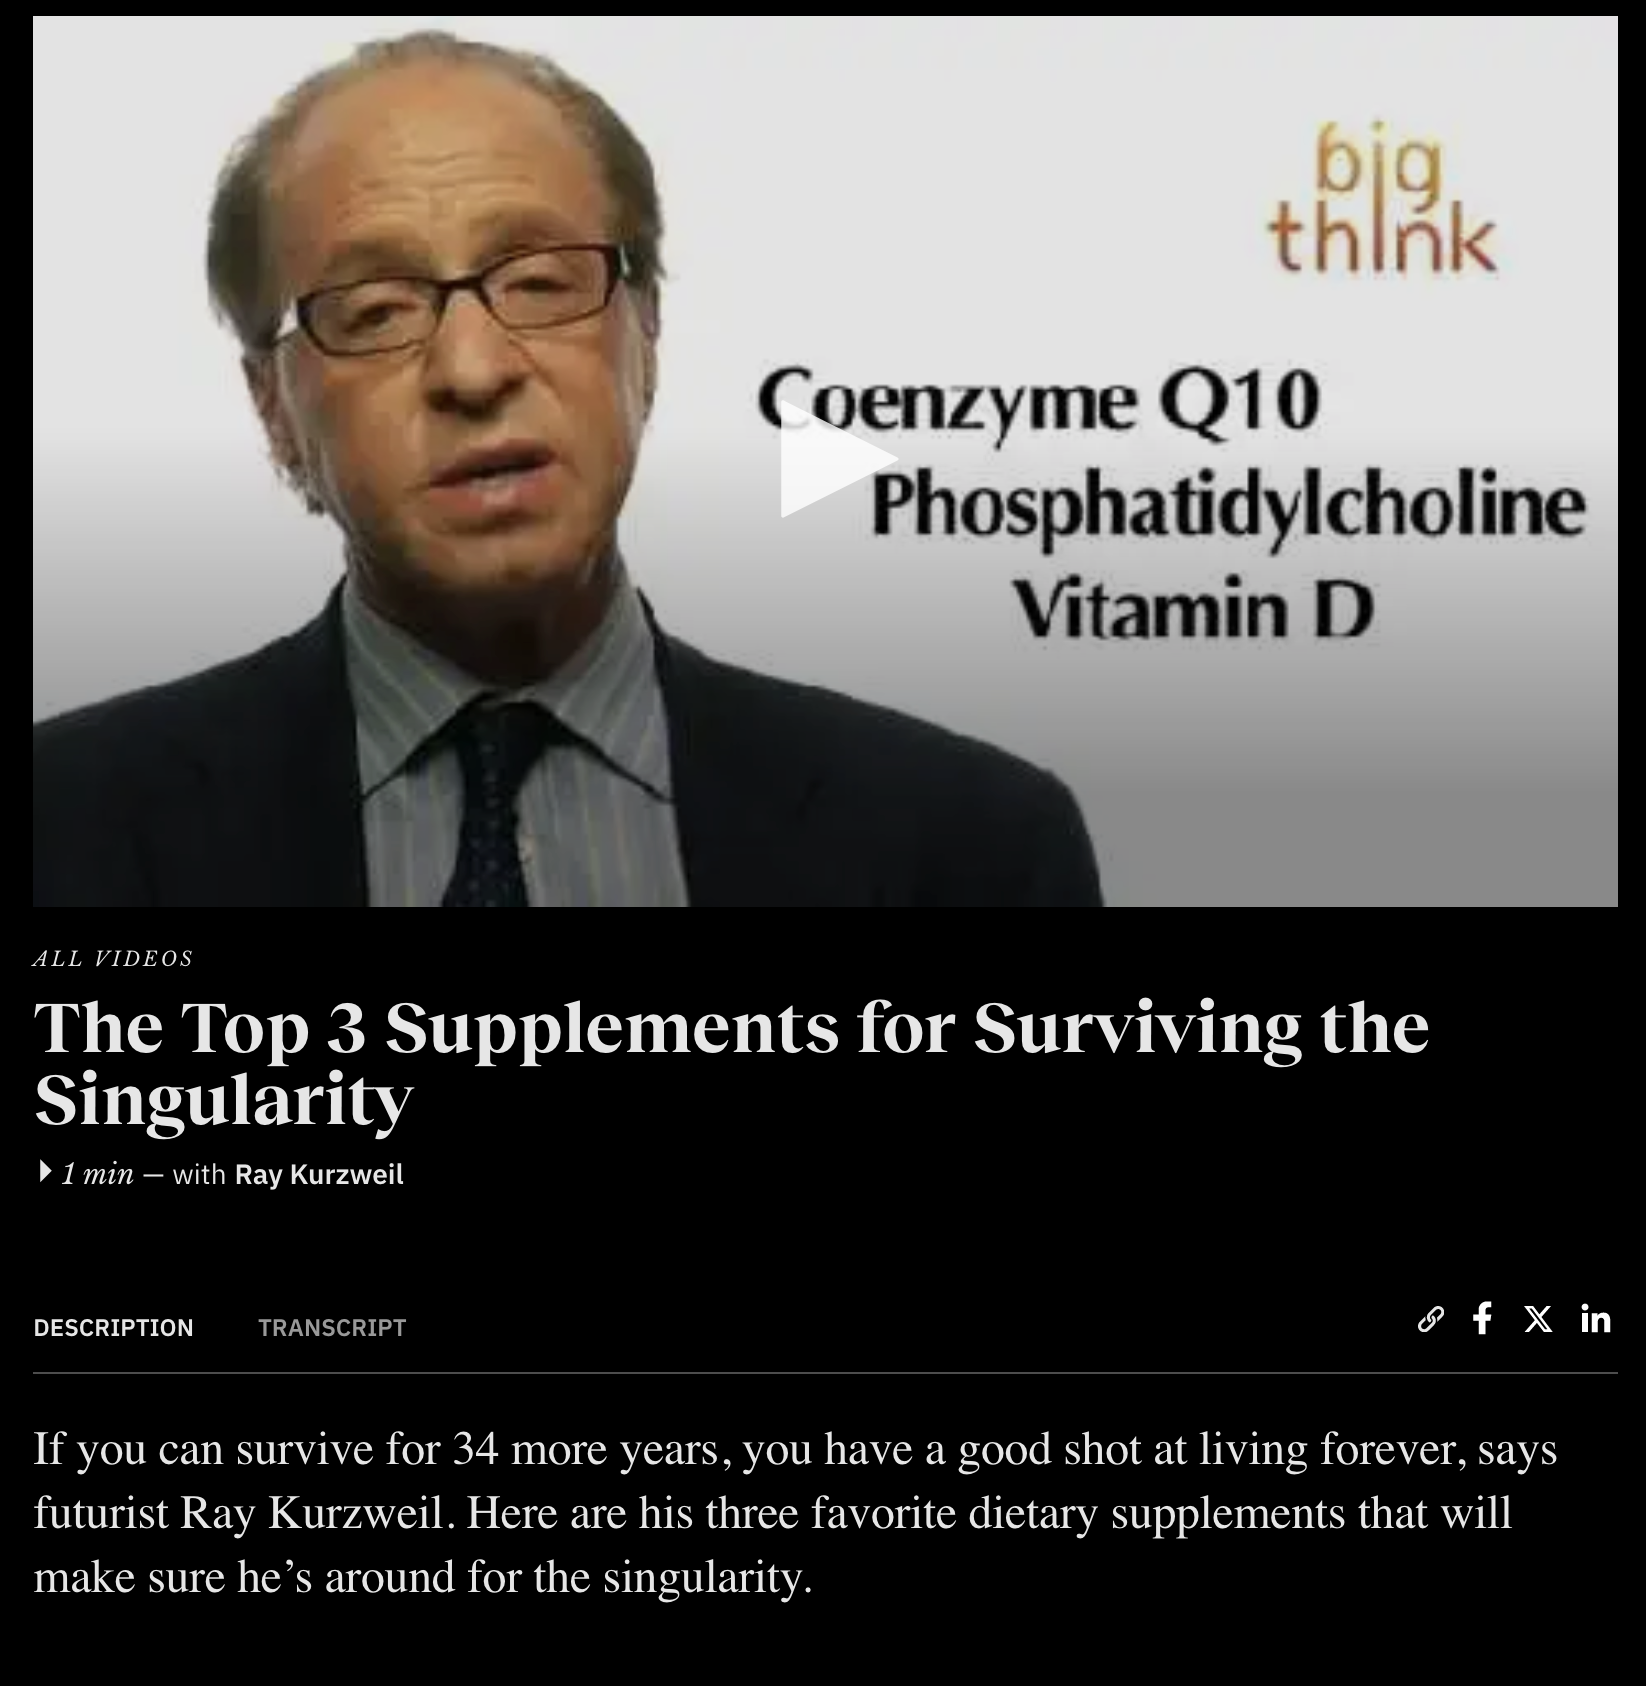 big
think
Coenzyme Q10
Phosphatidylcholine
Vitamin D
ALL VIDEOS
The Top 3 Supplements for Surviving the
Singularity
1 min — with Ray Kurzweil
DESCRIPTION TRANSCRIPT
If you can survive for 34 more years, you have a good shot at living forever, says
futurist Ray Kurzweil. Here are his three favorite dietary supplements that will
make sure he’s around for the singularity.